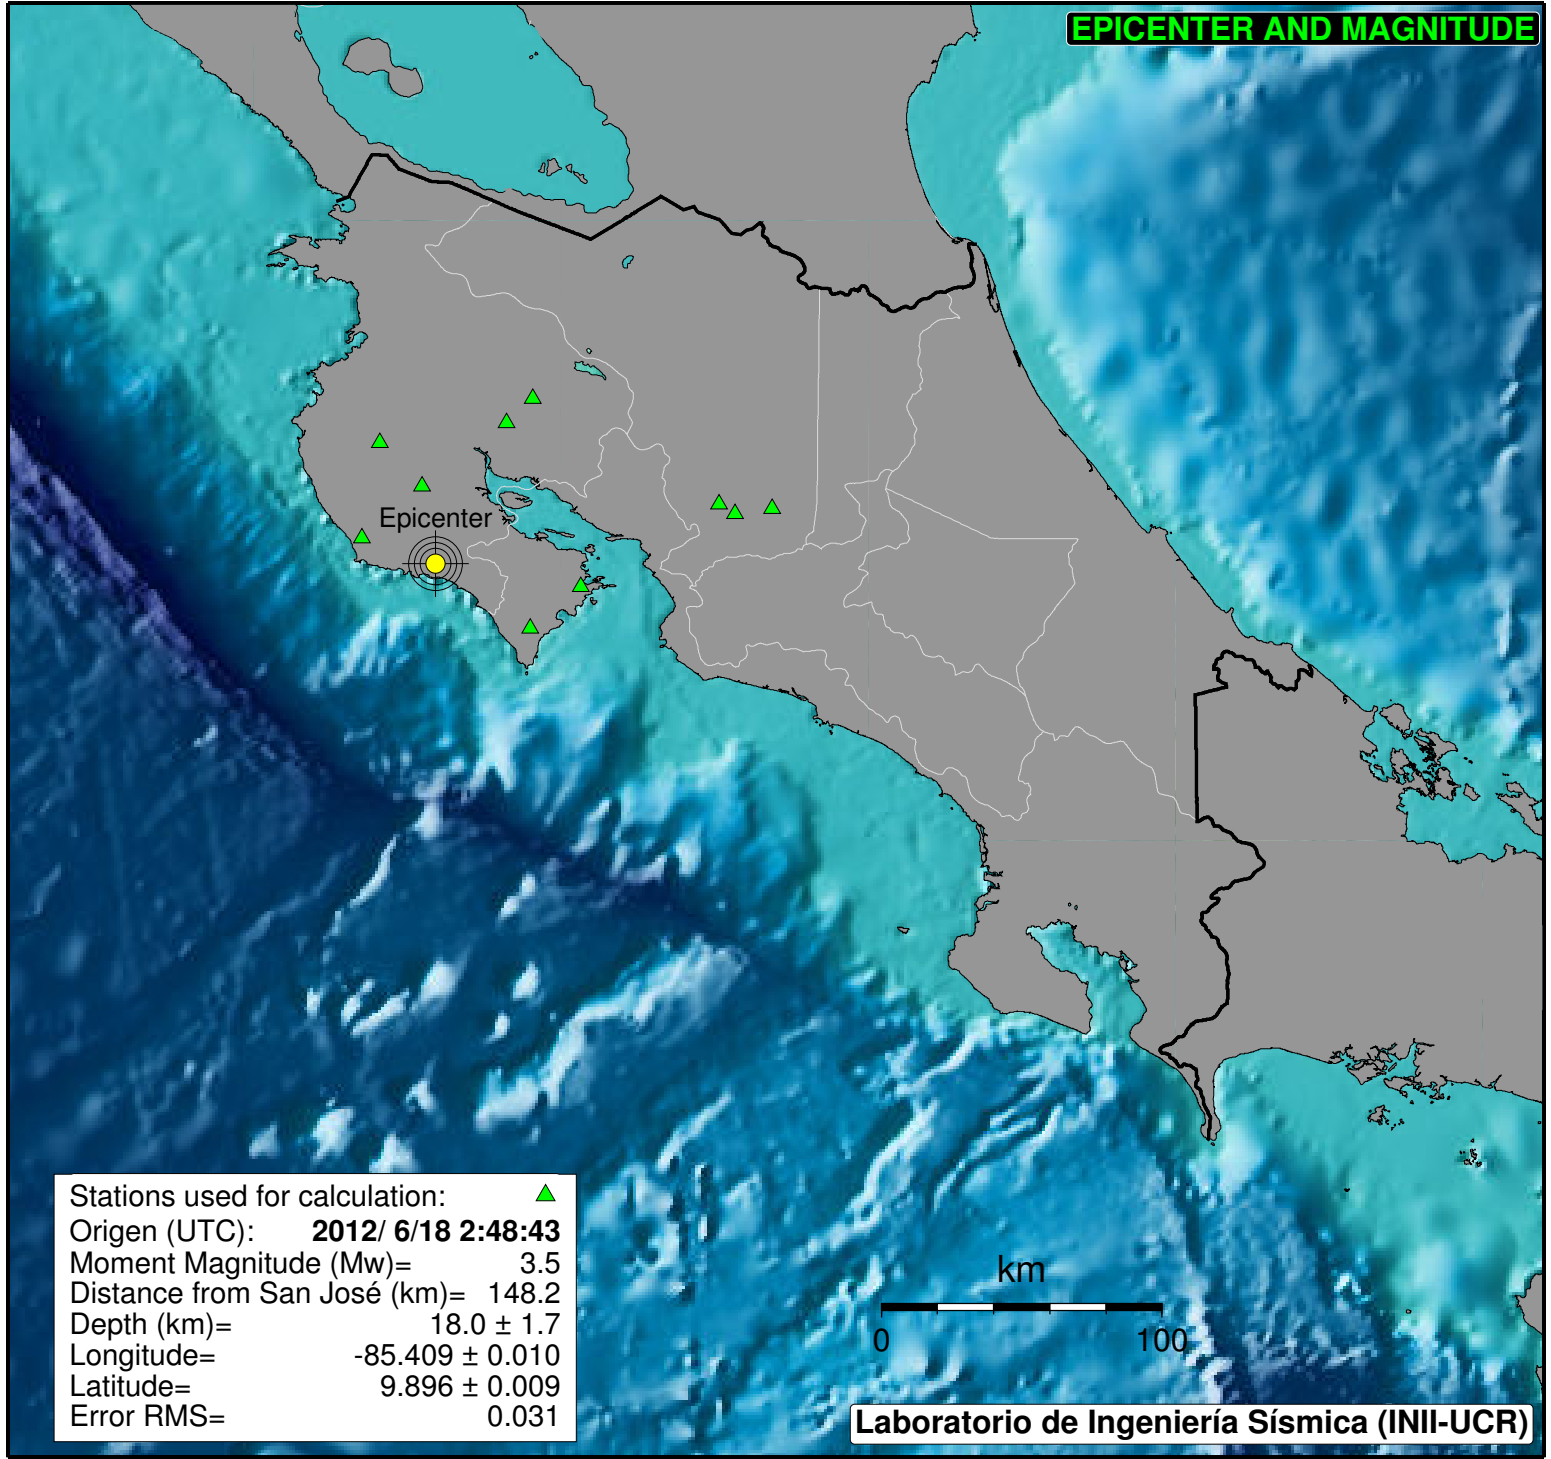 EPICENTER AND MAGNITUDE
Epicenter
Stations used for calculation:
Origen (UTC): 2012/ 6/18 2:48:43
Moment Magnitude (Mw)= 3.5
Distance from San José (km)= 148.2
Depth (km)= 18.0 ± 1.7
Longitude= -85.409 ± 0.010
Latitude= 9.896 ± 0.009
Error RMS= 0.031
km
0 100
Laboratorio de Ingeniería Sísmica (INII-UCR)